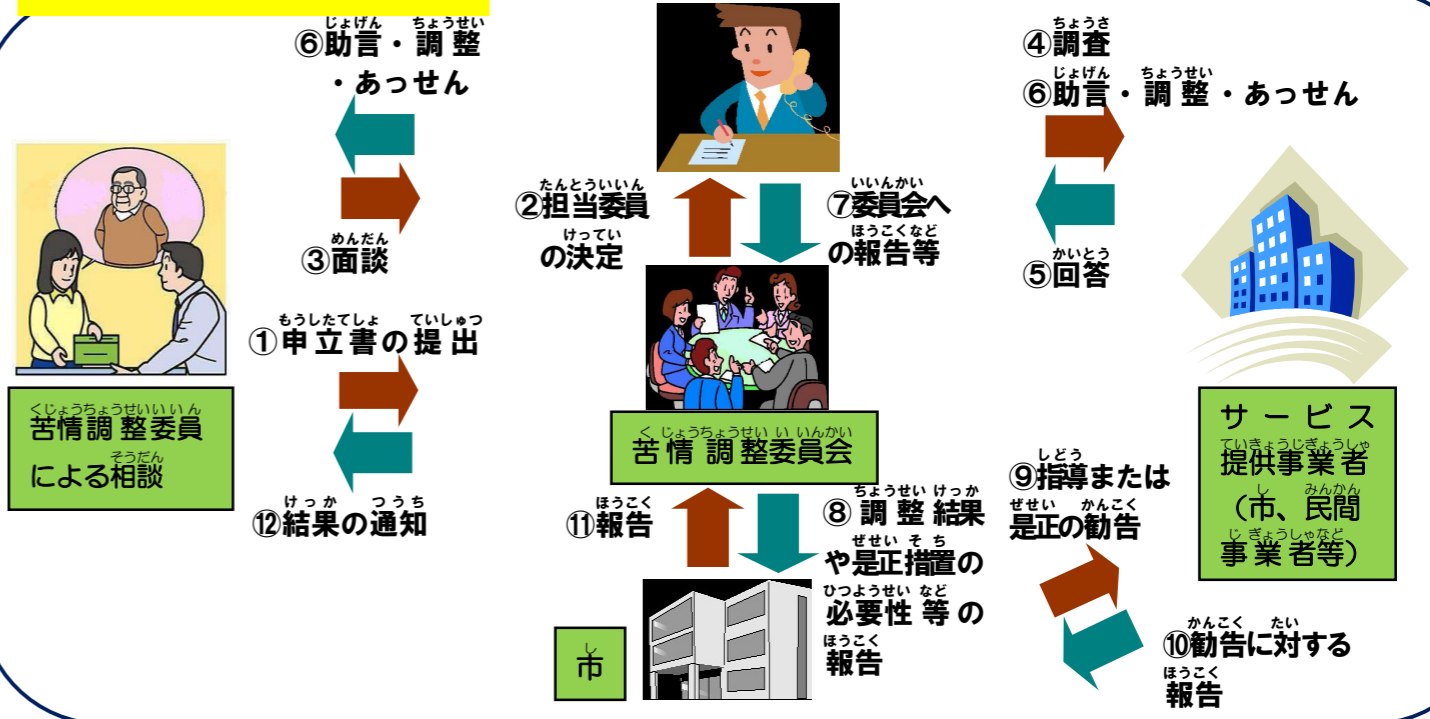 ⑥助言・調整
・あっせん
③面談
①申立書の提出
苦情調整委員
による相談
⑫結果の通知
②担当委員
の決定
⑦委員会へ
の報告等
苦情調整委員会
⑪報告
⑧調整結果
や是正措置の
必要性等の
報告
市
④調査
⑥助言・調整・あっせん
⑤回答
サービス
提供事業者
（市、民間
事業者等）
⑨指導または
是正の勧告
⑩勧告に対する
報告